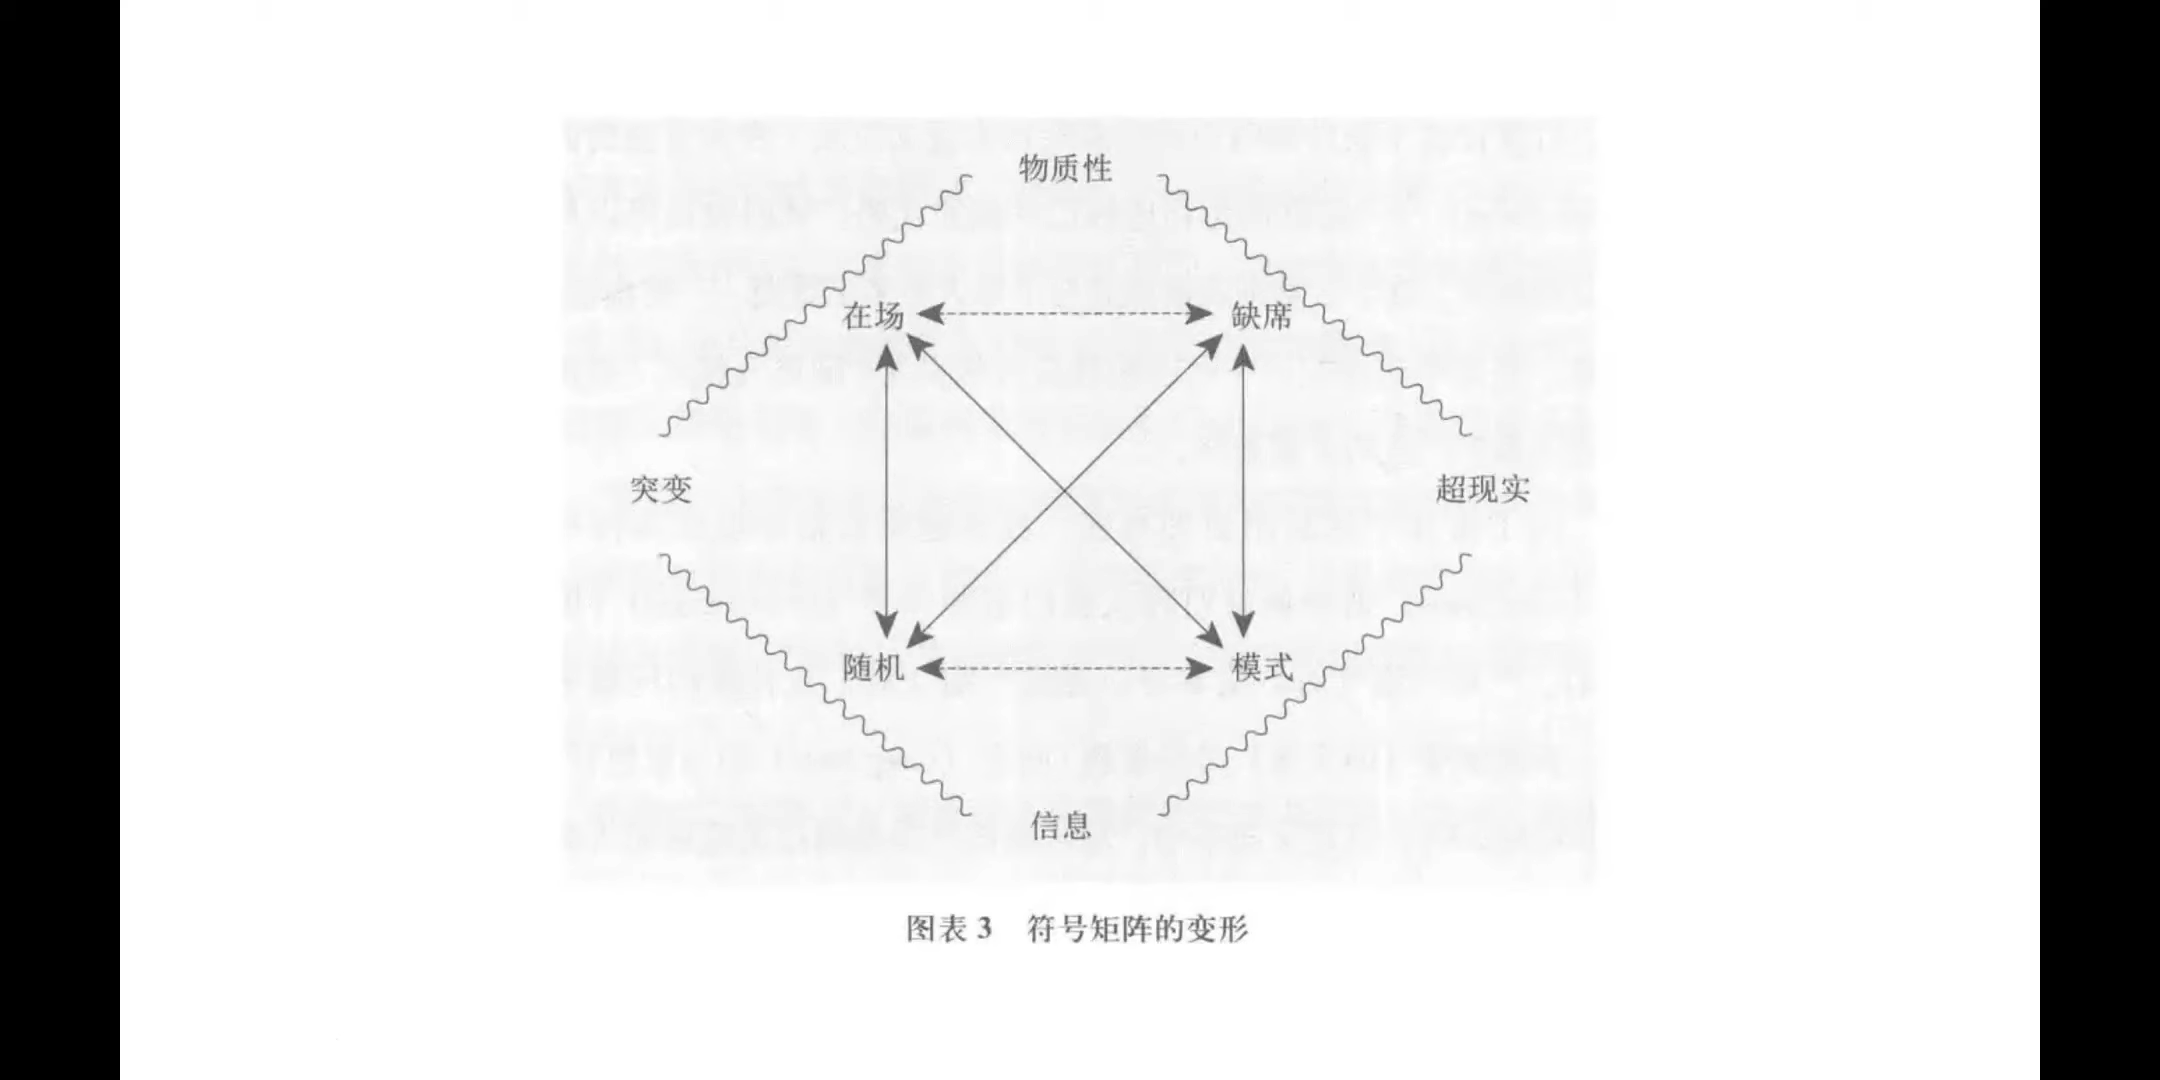 物质性
在场 缺席
突变 超现实
随机 模式
信息
图表 3 符号矩阵的变形